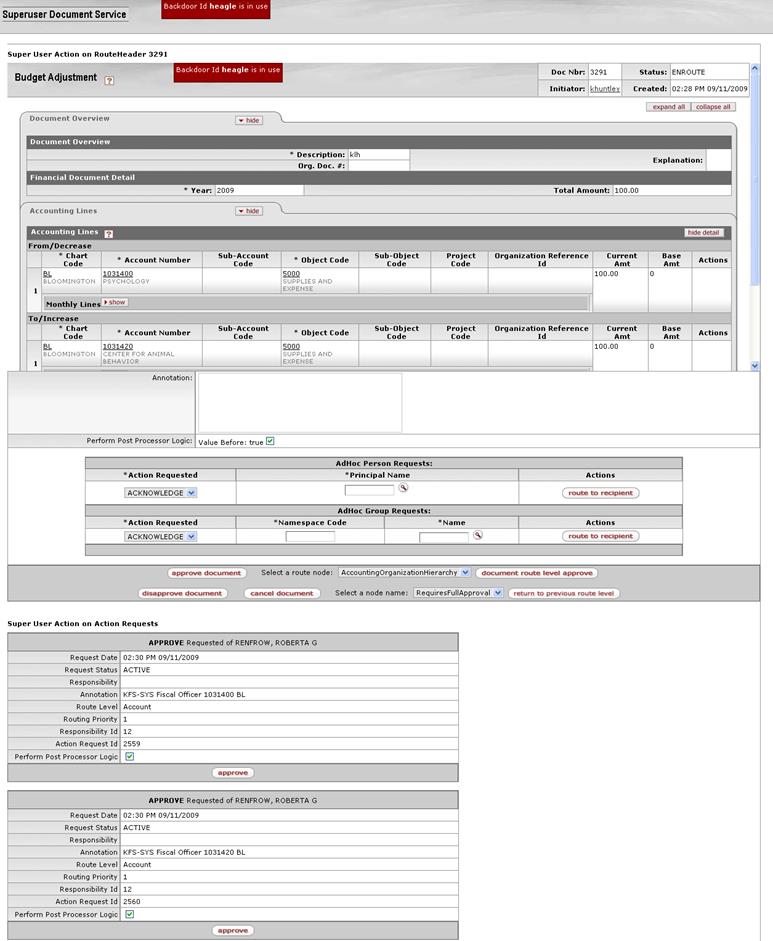 Superuser Document Service
Backdoor Id heagle is in use
Super User Action on RouteHeader 3291
Budget Adjustment ?
Backdoor Id heagle is in use
Doc Nbr: 3291 Status: ENROUTE
Initiator: khuntley Created: 02:28 PM 09/11/2009
expand all collapse all
Document Overview hide
Document Overview
* Description: klh Explanation:
Org. Doc. #:
Financial Document Detail
* Year: 2009 Total Amount: 100.00
Accounting Lines hide
Accounting Lines ? hide detail
From/Decrease
* Chart Code * Account Number Sub-Account Code * Object Code Sub-Object Code Project Code Organization Reference Id Current Amt Base Amt Actions
1 BL 1031400 5000 100.00 0
BLOOMINGTON PSYCHOLOGY SUPPLIES AND EXPENSE
Monthly Lines show
To/Increase
* Chart Code * Account Number Sub-Account Code * Object Code Sub-Object Code Project Code Organization Reference Id Current Amt Base Amt Actions
1 BL 1031420 5000 100.00 0
BLOOMINGTON CENTER FOR ANIMAL BEHAVIOR SUPPLIES AND EXPENSE
Annotation:
Perform Post Processor Logic: Value Before: true
AdHoc Person Requests:
*Action Requested *Principal Name Actions
ACKNOWLEDGE route to recipient
AdHoc Group Requests:
*Action Requested *Namespace Code *Name Actions
ACKNOWLEDGE route to recipient
approve document Select a route node: AccountingOrganizationHierarchy document route level approve
disapprove document cancel document Select a node name: RequiresFullApproval return to previous route level
Super User Action on Action Requests
APPROVE Requested of RENFROW, ROBERTA G
Request Date 02:30 PM 09/11/2009
Request Status ACTIVE
Responsibility
Annotation KFS-SYS Fiscal Officer 1031400 BL
Route Level Account
Routing Priority 1
Responsibility Id 12
Action Request Id 2559
Perform Post Processor Logic
approve
APPROVE Requested of RENFROW, ROBERTA G
Request Date 02:30 PM 09/11/2009
Request Status ACTIVE
Responsibility
Annotation KFS-SYS Fiscal Officer 1031420 BL
Route Level Account
Routing Priority 1
Responsibility Id 12
Action Request Id 2560
Perform Post Processor Logic
approve